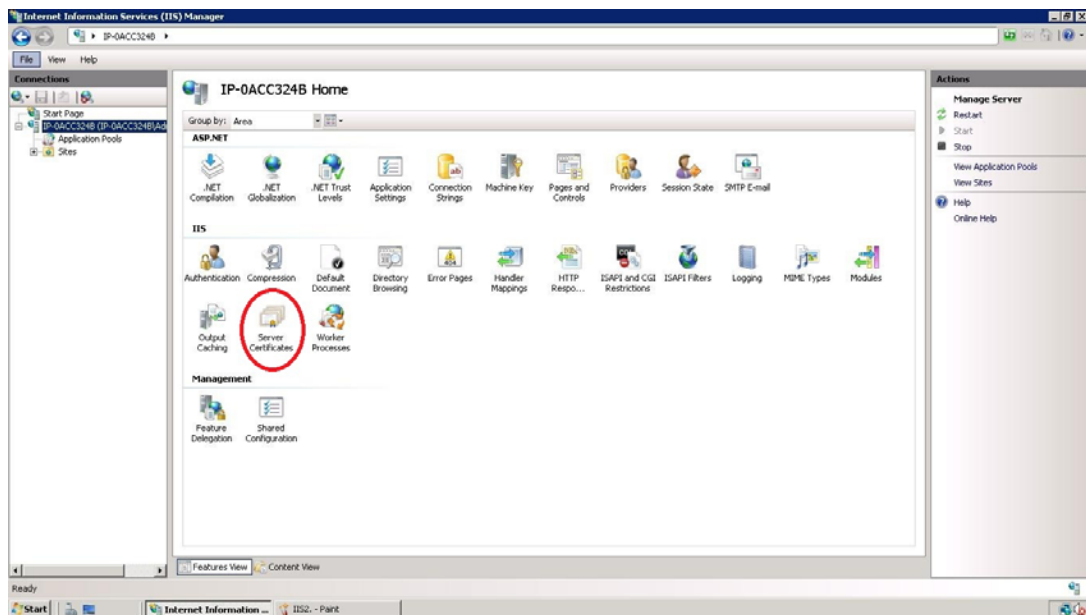 Internet Information Services (IIS) Manager
IP-0ACC324B
File View Help
Connections
Start Page
IP-0ACC324B (IP-0ACC324B\Ad
Application Pools
Sites
IP-0ACC324B Home
Group by: Area
ASP.NET
.NET Compilation
.NET Globalization
.NET Trust Levels
Application Settings
Connection Strings
Machine Key
Pages and Controls
Providers
Session State
SMTP E-mail
IIS
Authentication
Compression
Default Document
Directory Browsing
Error Pages
Handler Mappings
HTTP Respo...
ISAPI and CGI Restrictions
ISAPI Filters
Logging
MIME Types
Modules
Output Caching
Server Certificates
Worker Processes
Management
Feature Delegation
Shared Configuration
Features View Content View
Actions
Manage Server
Restart
Start
Stop
View Application Pools
View Sites
Help
Online Help
Ready
Start
Internet Information ...
IIS2. - Paint